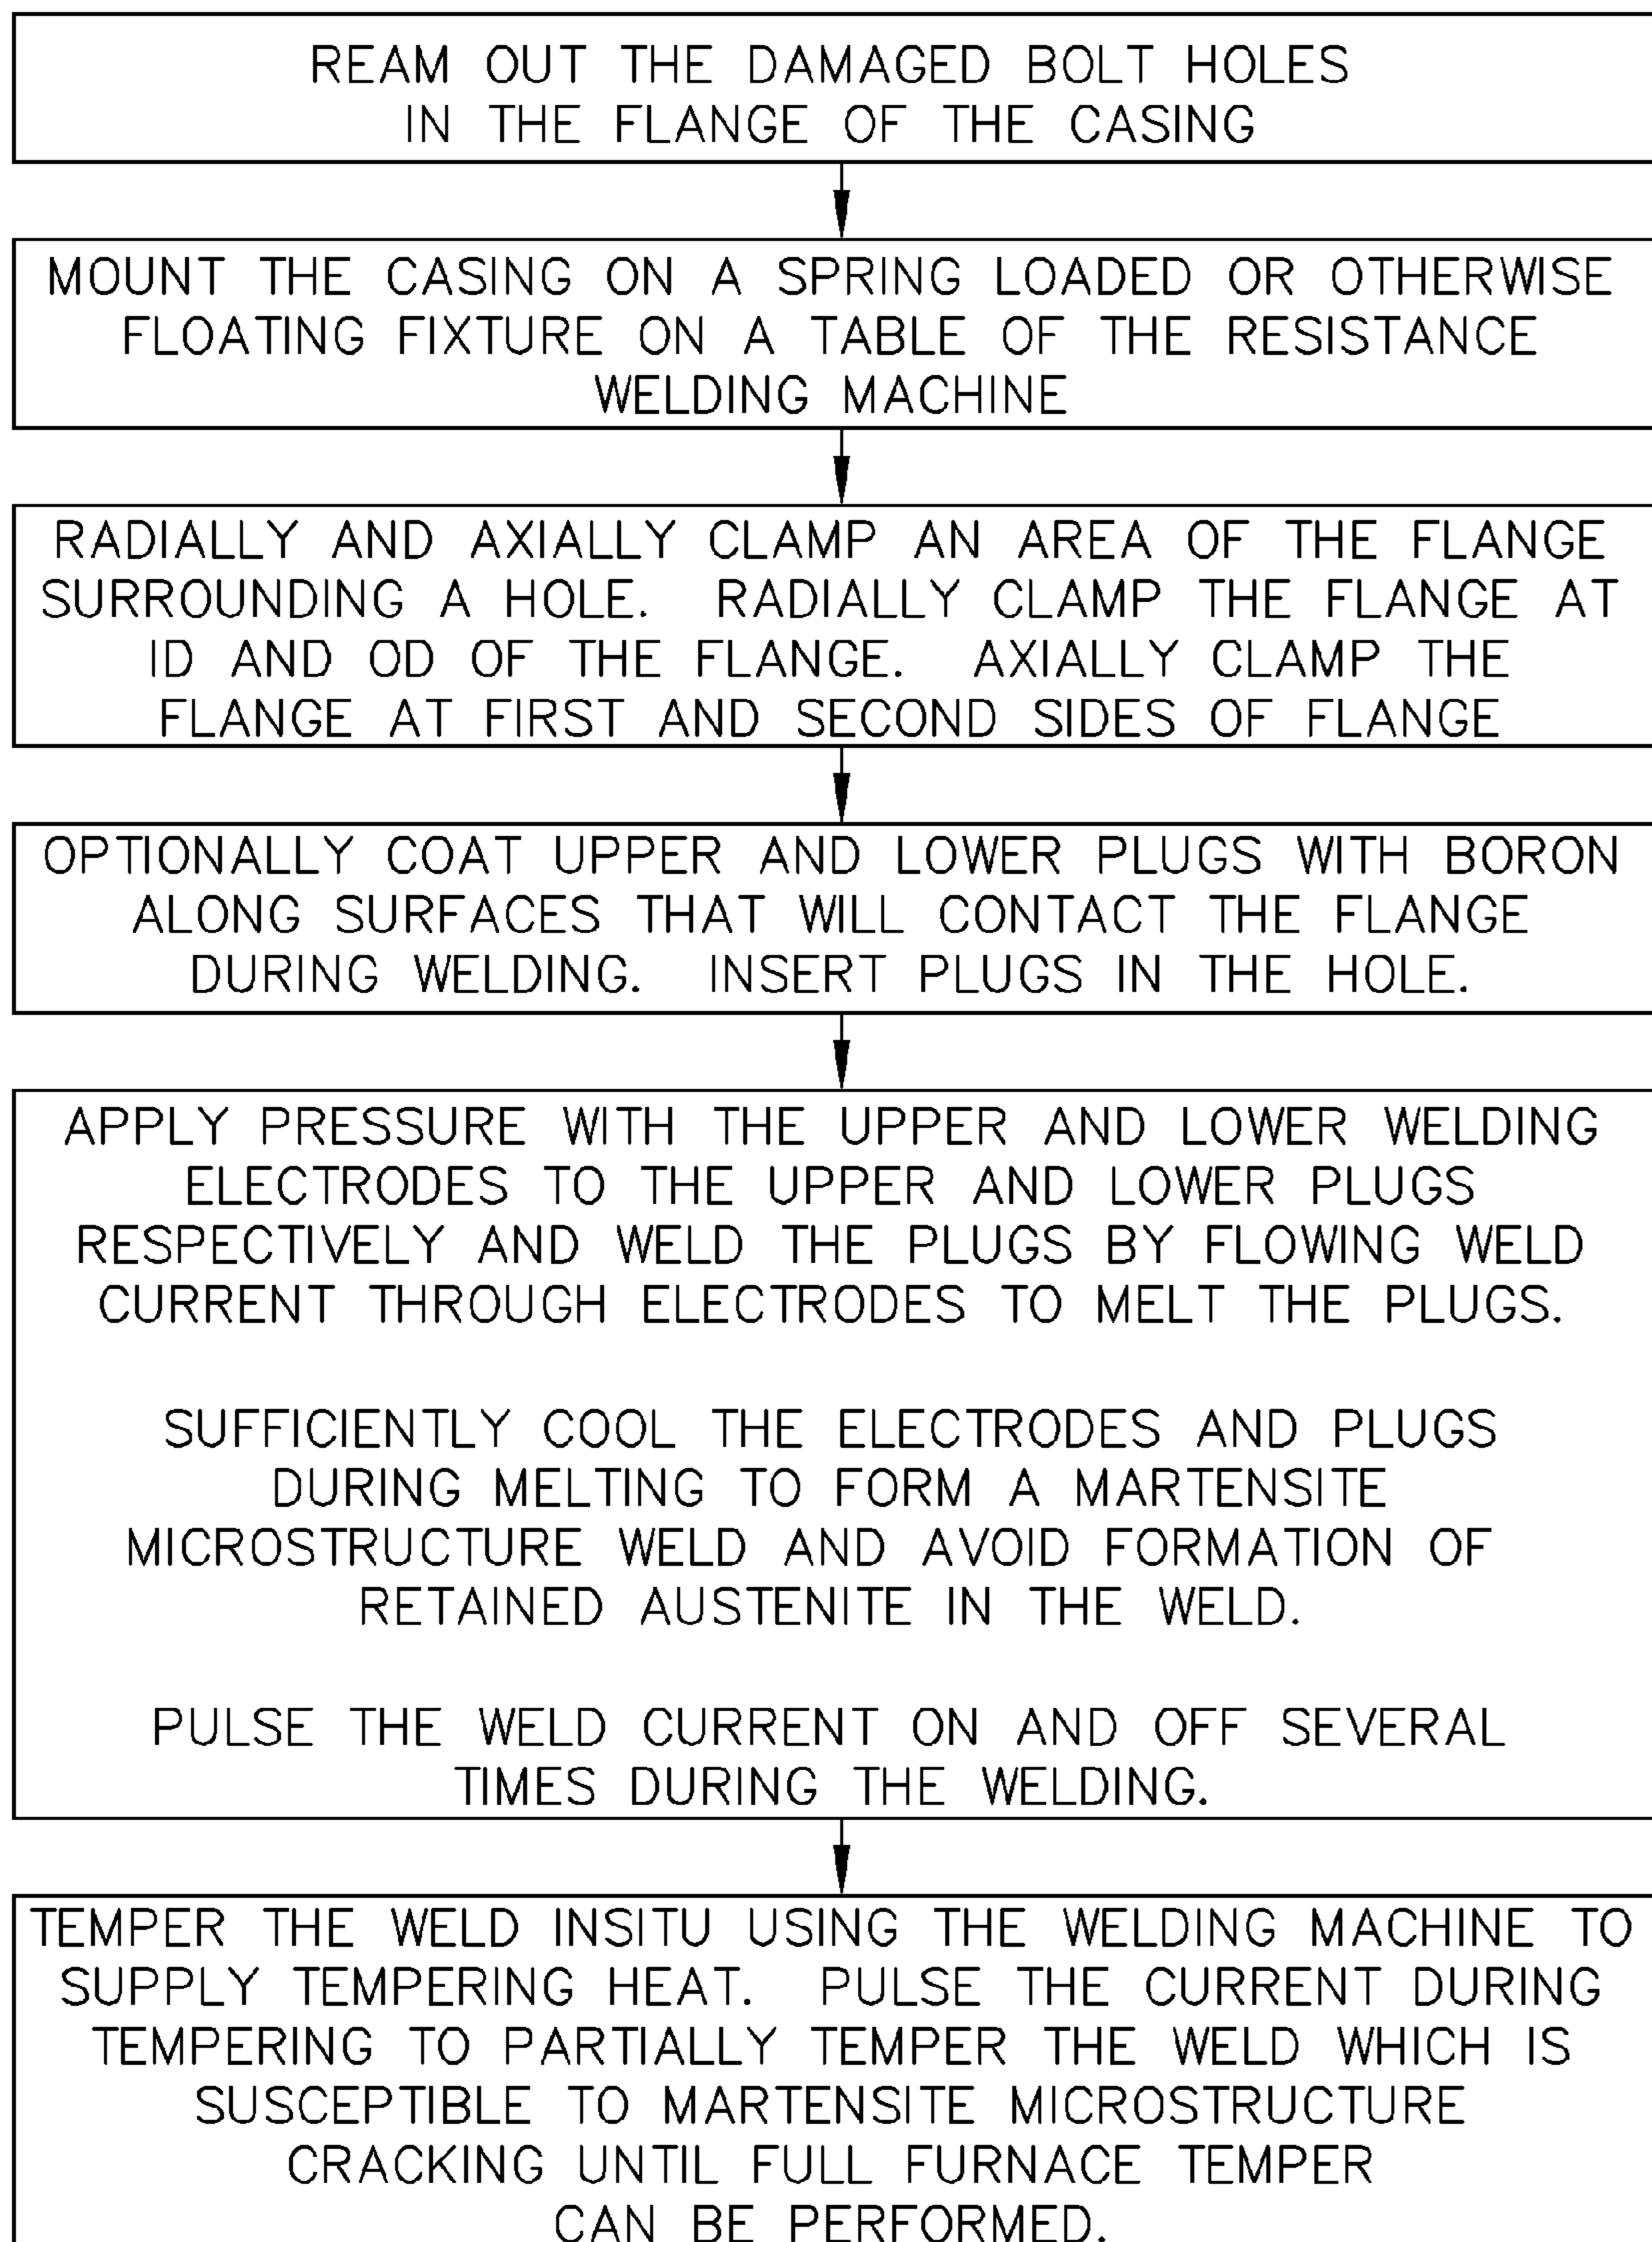 REAM OUT THE DAMAGED BOLT HOLES
IN THE FLANGE OF THE CASING
MOUNT THE CASING ON A SPRING LOADED OR OTHERWISE
FLOATING FIXTURE ON A TABLE OF THE RESISTANCE
WELDING MACHINE
RADIALLY AND AXIALLY CLAMP AN AREA OF THE FLANGE
SURROUNDING A HOLE. RADIALLY CLAMP THE FLANGE AT
ID AND OD OF THE FLANGE. AXIALLY CLAMP THE
FLANGE AT FIRST AND SECOND SIDES OF FLANGE
OPTIONALLY COAT UPPER AND LOWER PLUGS WITH BORON
ALONG SURFACES THAT WILL CONTACT THE FLANGE
DURING WELDING. INSERT PLUGS IN THE HOLE.
APPLY PRESSURE WITH THE UPPER AND LOWER WELDING
ELECTRODES TO THE UPPER AND LOWER PLUGS
RESPECTIVELY AND WELD THE PLUGS BY FLOWING WELD
CURRENT THROUGH ELECTRODES TO MELT THE PLUGS.
SUFFICIENTLY COOL THE ELECTRODES AND PLUGS
DURING MELTING TO FORM A MARTENSITE
MICROSTRUCTURE WELD AND AVOID FORMATION OF
RETAINED AUSTENITE IN THE WELD.
PULSE THE WELD CURRENT ON AND OFF SEVERAL
TIMES DURING THE WELDING.
TEMPER THE WELD INSITU USING THE WELDING MACHINE TO
SUPPLY TEMPERING HEAT. PULSE THE CURRENT DURING
TEMPERING TO PARTIALLY TEMPER THE WELD WHICH IS
SUSCEPTIBLE TO MARTENSITE MICROSTRUCTURE
CRACKING UNTIL FULL FURNACE TEMPER
CAN BE PERFORMED.